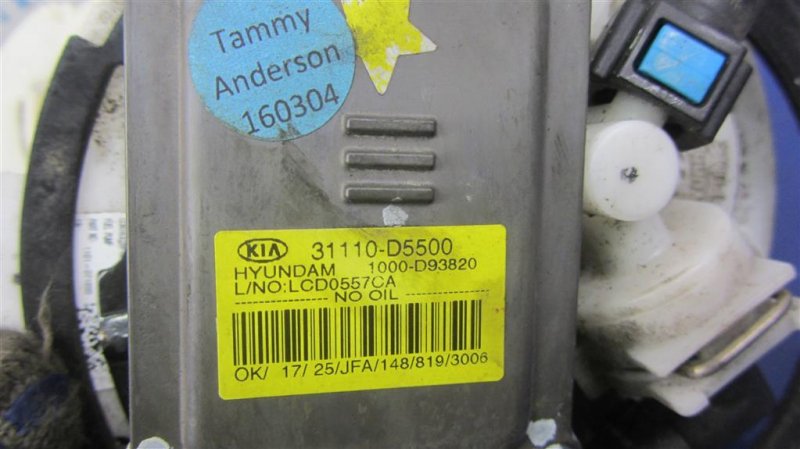 Tammy
Anderson
160304
KIA 31110-D5500
HYUNDAM 1000-D93820
L/NO:LCD0557CA
---------------- NO OIL ----------------
OK/ 17/ 25/JFA/148/819/3006